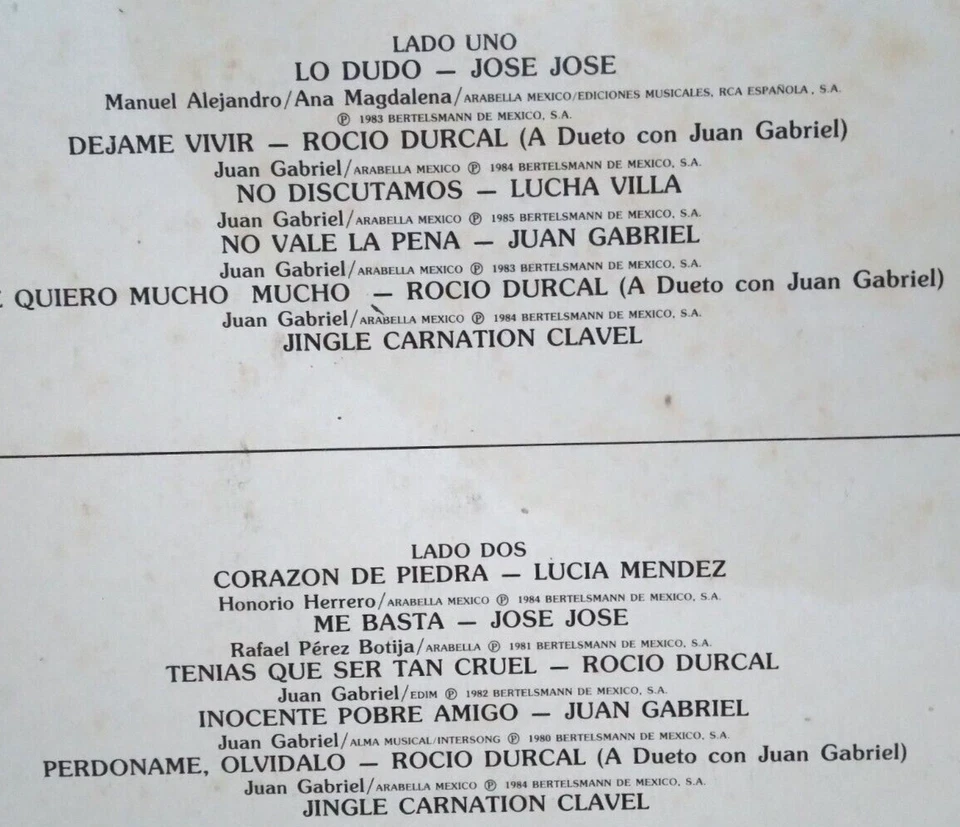 LADO UNO
LO DUDO — JOSE JOSE
Manuel Alejandro/Ana Magdalena/ARABELLA MEXICO/EDICIONES MUSICALES, RCA ESPAÑOLA, S.A.
℗ 1983 BERTELSMANN DE MEXICO, S.A.
DEJAME VIVIR — ROCIO DURCAL (A Dueto con Juan Gabriel)
Juan Gabriel/ARABELLA MEXICO ℗ 1984 BERTELSMANN DE MEXICO, S.A.
NO DISCUTAMOS — LUCHA VILLA
Juan Gabriel/ARABELLA MEXICO ℗ 1985 BERTELSMANN DE MEXICO, S.A.
NO VALE LA PENA — JUAN GABRIEL
Juan Gabriel/ARABELLA MEXICO ℗ 1983 BERTELSMANN DE MEXICO, S.A.
QUIERO MUCHO MUCHO — ROCIO DURCAL (A Dueto con Juan Gabriel)
Juan Gabriel/ARABELLA MEXICO ℗ 1984 BERTELSMANN DE MEXICO, S.A.
JINGLE CARNATION CLAVEL
LADO DOS
CORAZON DE PIEDRA — LUCIA MENDEZ
Honorio Herrero/ARABELLA MEXICO ℗ 1984 BERTELSMANN DE MEXICO, S.A.
ME BASTA — JOSE JOSE
Rafael Pérez Botija/ARABELLA ℗ 1981 BERTELSMANN DE MEXICO, S.A.
TENIAS QUE SER TAN CRUEL — ROCIO DURCAL
Juan Gabriel/EDIM ℗ 1982 BERTELSMANN DE MEXICO, S.A.
INOCENTE POBRE AMIGO — JUAN GABRIEL
Juan Gabriel/ALMA MUSICAL/INTERSONG ℗ 1980 BERTELSMANN DE MEXICO, S.A.
PERDONAME, OLVIDALO — ROCIO DURCAL (A Dueto con Juan Gabriel)
Juan Gabriel/ARABELLA MEXICO ℗ 1984 BERTELSMANN DE MEXICO, S.A.
JINGLE CARNATION CLAVEL